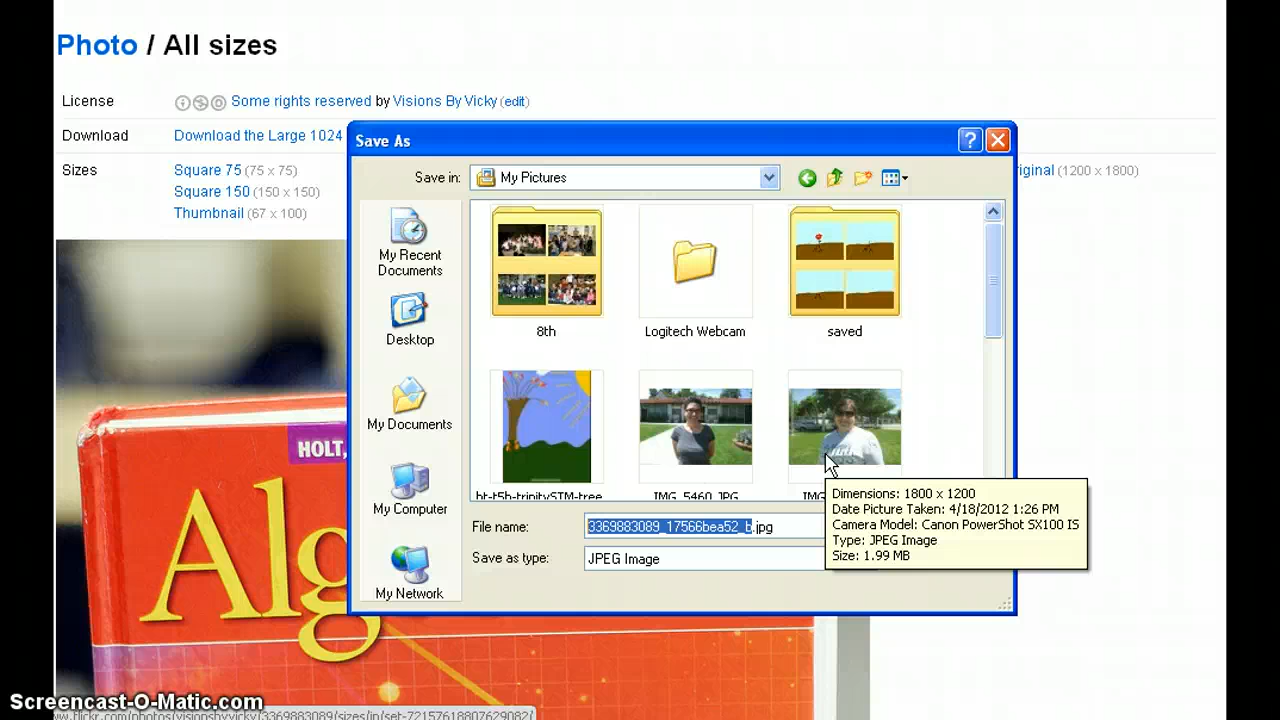 Photo / All sizes
License Some rights reserved by Visions By Vicky (edit)
Download Download the Large 1024
Sizes Square 75 (75 x 75) (1200 x 1800)
Square 150 (150 x 150)
Thumbnail (67 x 100)
Save As
Save in: My Pictures
My Recent
Documents
Desktop
My Documents
My Computer
My Network
8th
Logitech Webcam
saved
ht-t5b-trinitySTM-tree
IMG_5460.JPG
File name: 3369883089_17566bea52_b.jpg
Save as type: JPEG Image
Dimensions: 1800 x 1200
Date Picture Taken: 4/18/2012 1:26 PM
Camera Model: Canon PowerShot SX100 IS
Type: JPEG Image
Size: 1.99 MB
HOLT,
Alg
Screencast-O-Matic.com